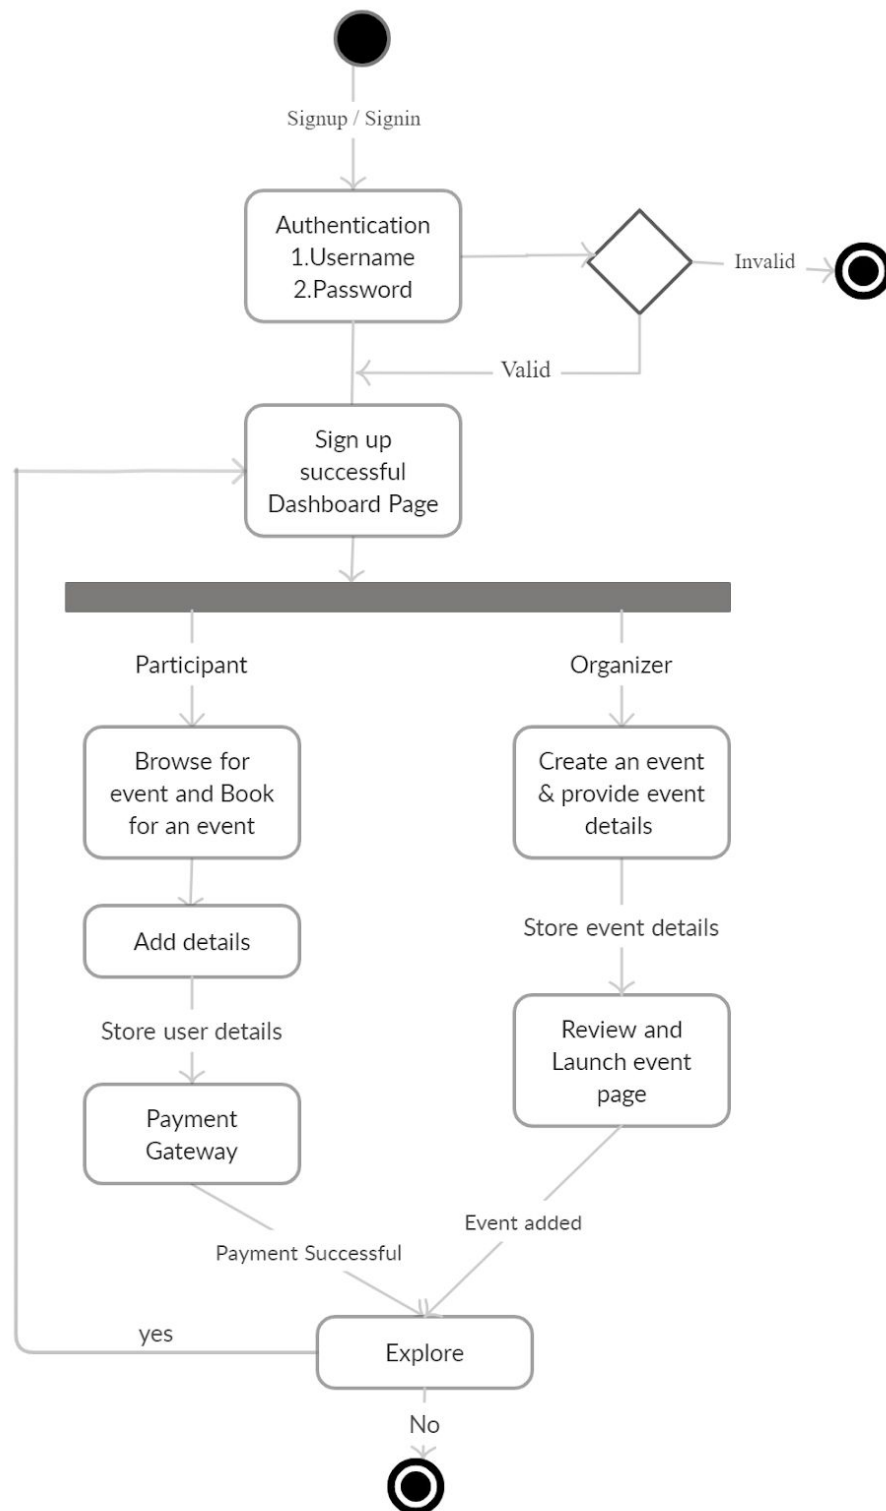 Signup / Signin
Authentication
1.Username
2.Password
Invalid
Valid
Sign up
successful
Dashboard Page
Participant
Organizer
Browse for
event and Book
for an event
Create an event
& provide event
details
Add details
Store event details
Store user details
Review and
Launch event
page
Payment
Gateway
Event added
Payment Successful
yes
Explore
No